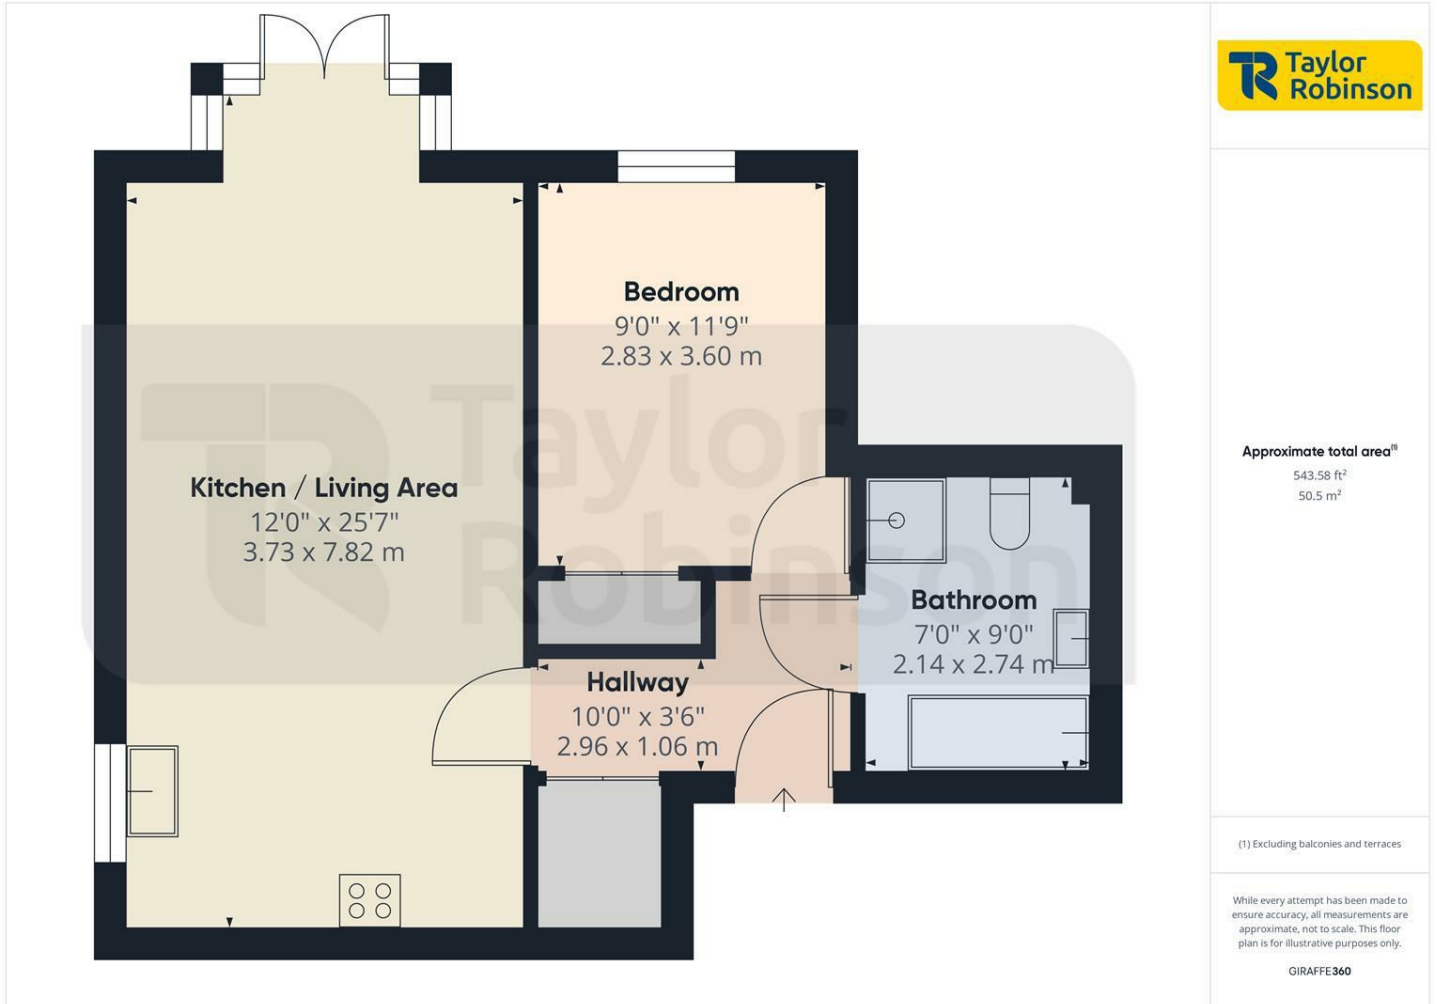 Taylor
Robinson
Bedroom
9'0" x 11'9"
2.83 x 3.60 m
Taylor
Robinson
Kitchen / Living Area
12'0" x 25'7"
3.73 x 7.82 m
Bathroom
7'0" x 9'0"
2.14 x 2.74 m
Hallway
10'0" x 3'6"
2.96 x 1.06 m
Approximate total area(1)
543.58 ft²
50.5 m²
(1) Excluding balconies and terraces
While every attempt has been made to
ensure accuracy, all measurements are
approximate, not to scale. This floor
plan is for illustrative purposes only.
GIRAFFE360